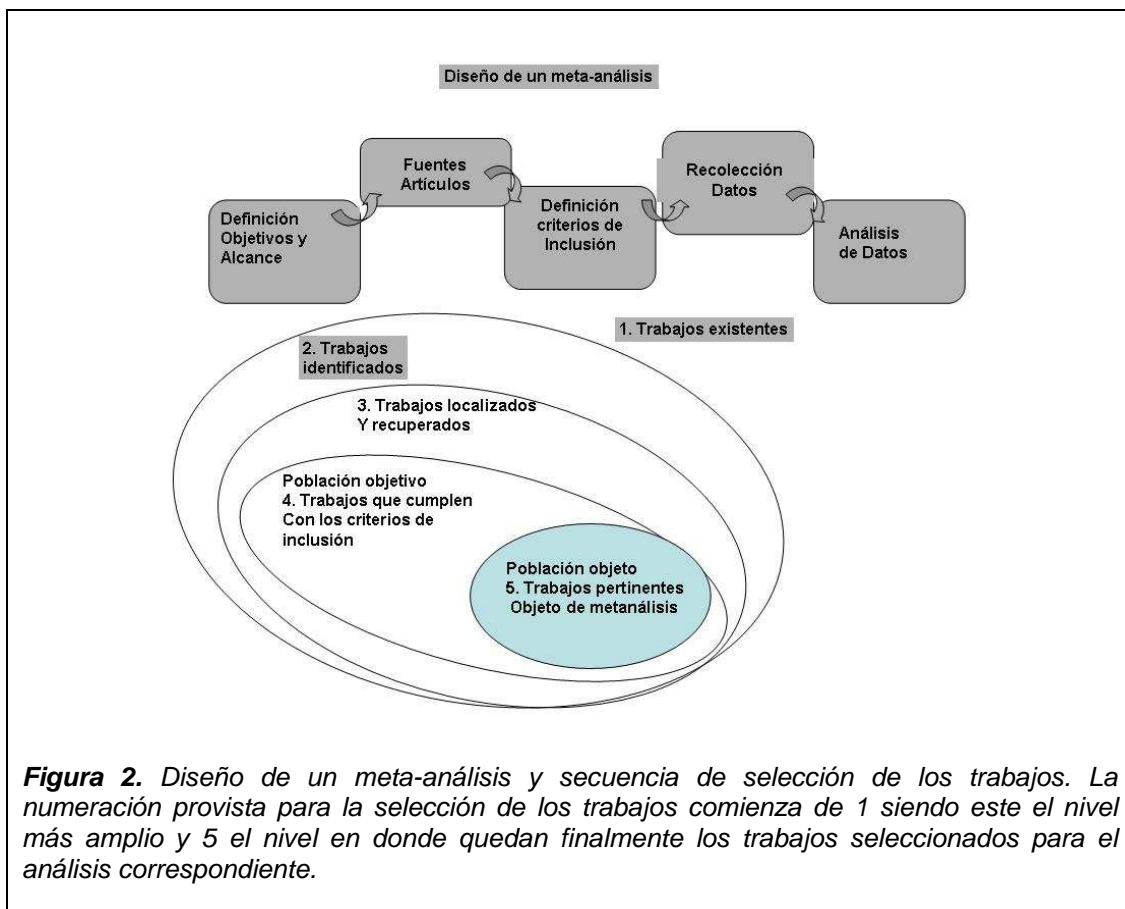 Diseño de un meta-análisis
Fuentes
Artículos
Recolección
Datos
Definición
Objetivos y
Alcance
Definición
criterios de
Inclusión
Análisis
de Datos
1. Trabajos existentes
2. Trabajos
identificados
3. Trabajos localizados
Y recuperados
Población objetivo
4. Trabajos que cumplen
Con los criterios de
inclusión
Población objeto
5. Trabajos pertinentes
Objeto de metanálisis
Figura 2. Diseño de un meta-análisis y secuencia de selección de los trabajos. La
numeración provista para la selección de los trabajos comienza de 1 siendo este el nivel
más amplio y 5 el nivel en donde quedan finalmente los trabajos seleccionados para el
análisis correspondiente.